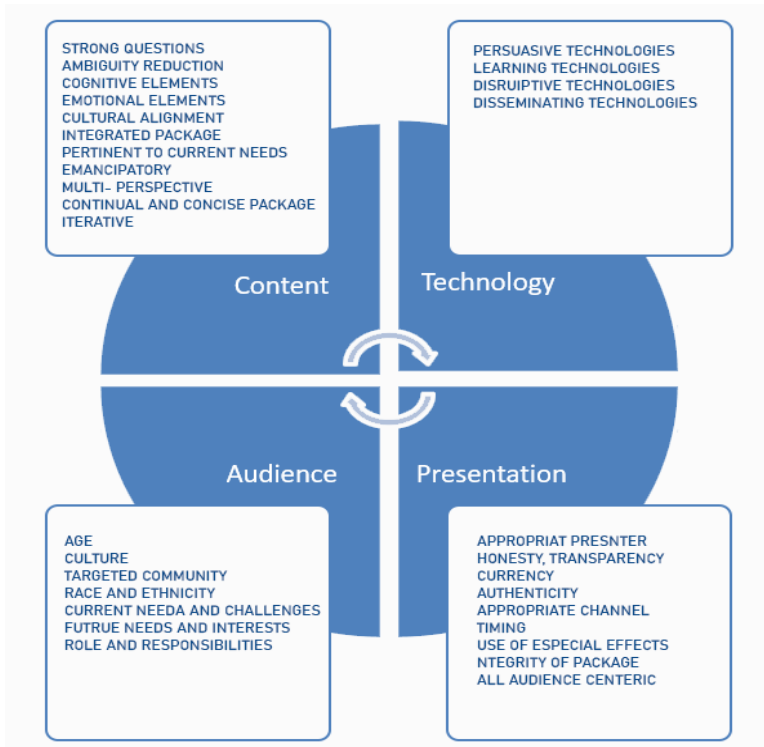 STRONG QUESTIONS
AMBIGUITY REDUCTION
COGNITIVE ELEMENTS
EMOTIONAL ELEMENTS
CULTURAL ALIGNMENT
INTEGRATED PACKAGE
PERTINENT TO CURRENT NEEDS
EMANCIPATORY
MULTI- PERSPECTIVE
CONTINUAL AND CONCISE PACKAGE
ITERATIVE
PERSUASIVE TECHNOLOGIES
LEARNING TECHNOLOGIES
DISRUIPTIVE TECHNOLOGIES
DISSEMINATING TECHNOLOGIES
Content
Technology
Audience
Presentation
AGE
CULTURE
TARGETED COMMUNITY
RACE AND ETHNICITY
CURRENT NEEDA AND CHALLENGES
FUTRUE NEEDS AND INTERESTS
ROLE AND RESPONSIBILITIES
APPROPRIAT PRESNTER
HONESTY, TRANSPARENCY
CURRENCY
AUTHENTICITY
APPROPRIATE CHANNEL
TIMING
USE OF ESPECIAL EFFECTS
NTEGRITY OF PACKAGE
ALL AUDIENCE CENTERIC